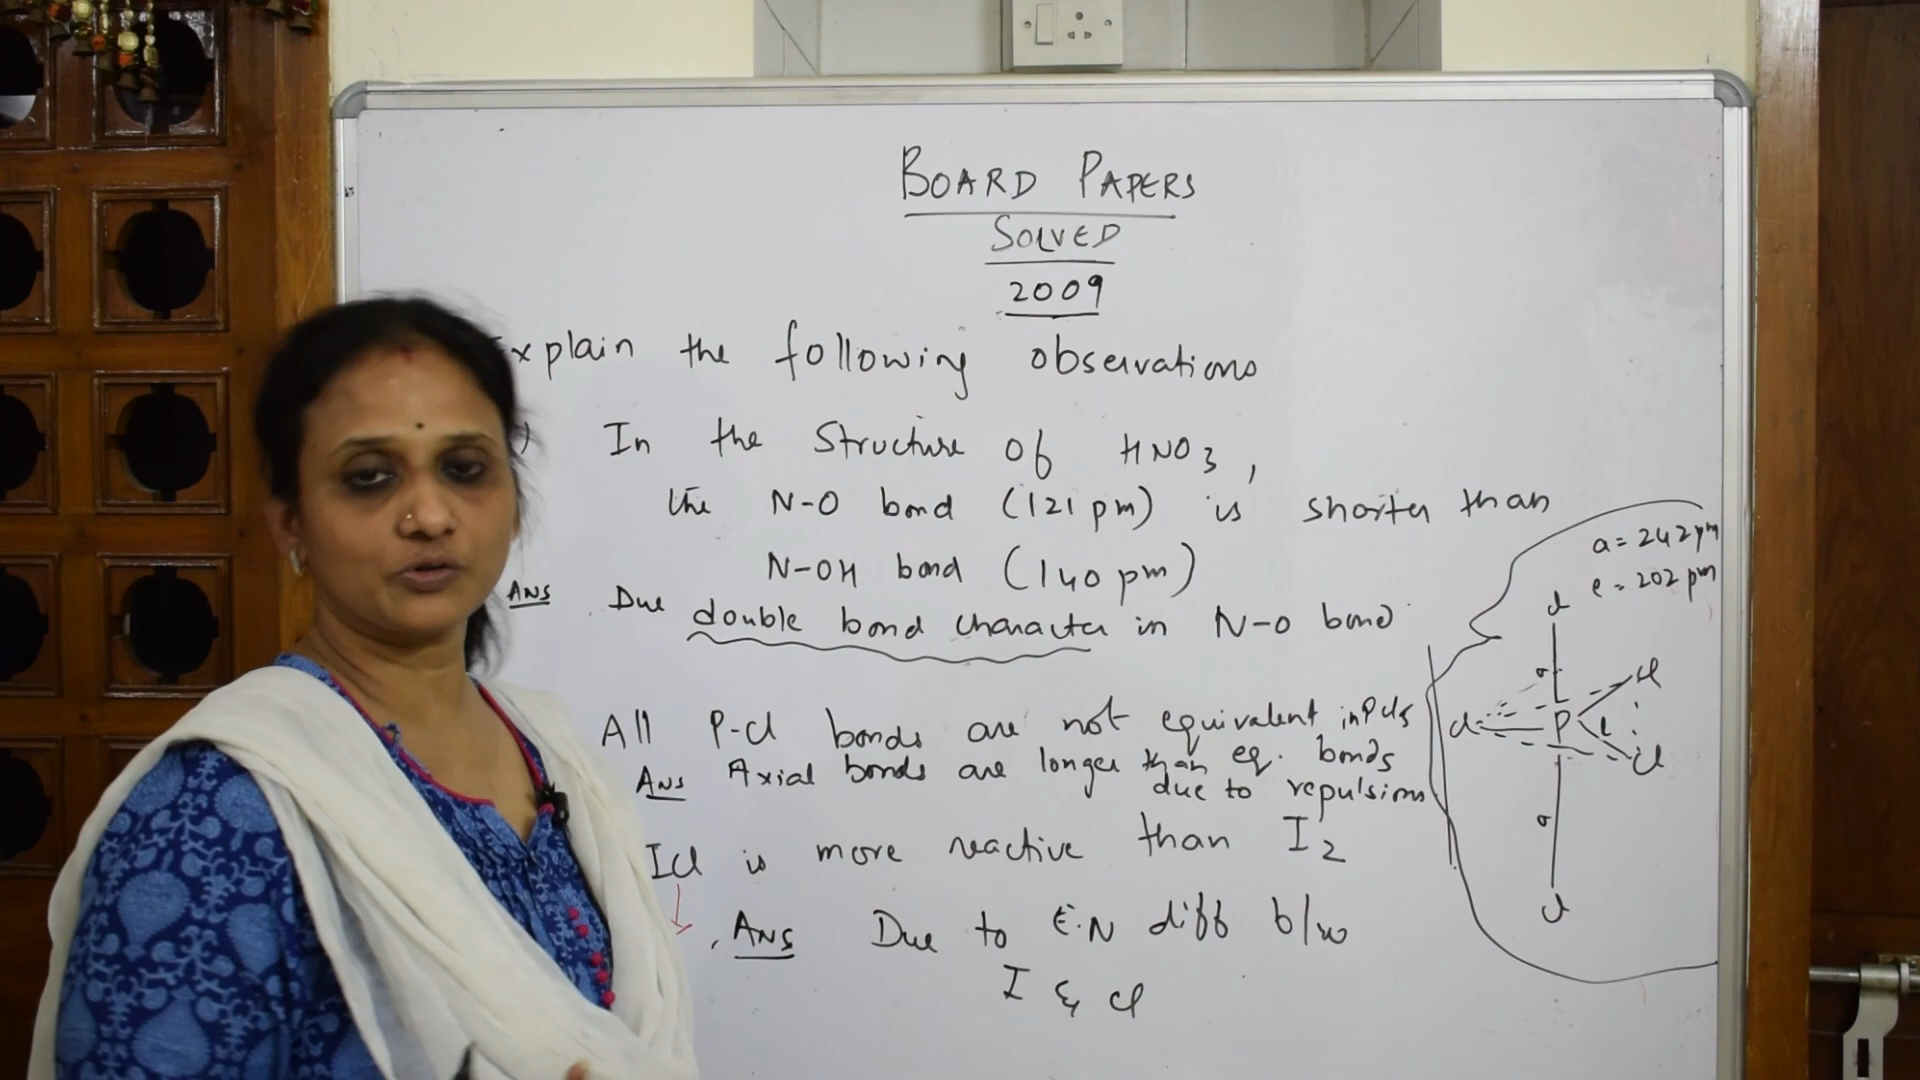 BOARD PAPERS
SOLVED
2009
Explain the following observations
) In the structure of HNO3,
the N-O bond (121 pm) is shorter than
N-OH bond (140 pm)
ANS Due double bond character in N-O bond
All P-Cl bonds are not equivalent in PCl5
ANS Axial bonds are longer than eq. bonds
due to repulsions
ICl is more reactive than I2
ANS Due to E.N diff b/w
I & Cl
a = 242 pm
e = 202 pm
Cl
a
Cl
Cl P e
Cl
a
Cl